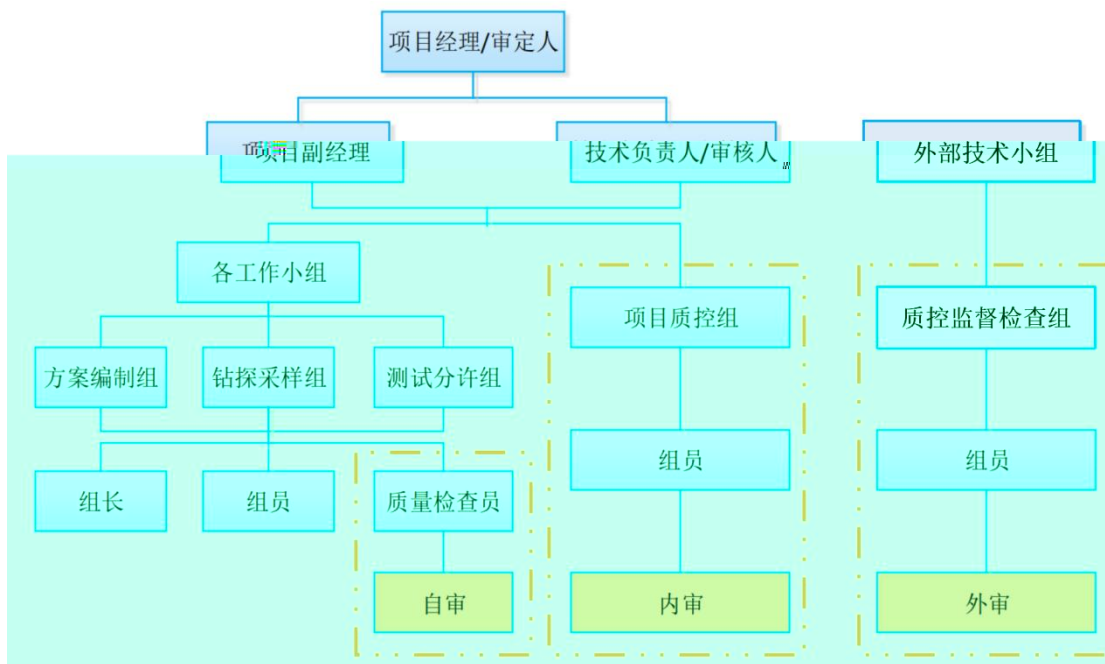 项目经理/审定人
项目副经理
技术负责人/审核人
外部技术小组
各工作小组
项目质控组
质控监督检查组
方案编制组
钻探采样组
测试分许组
组员
组员
组长
组员
质量检查员
自审
内审
外审